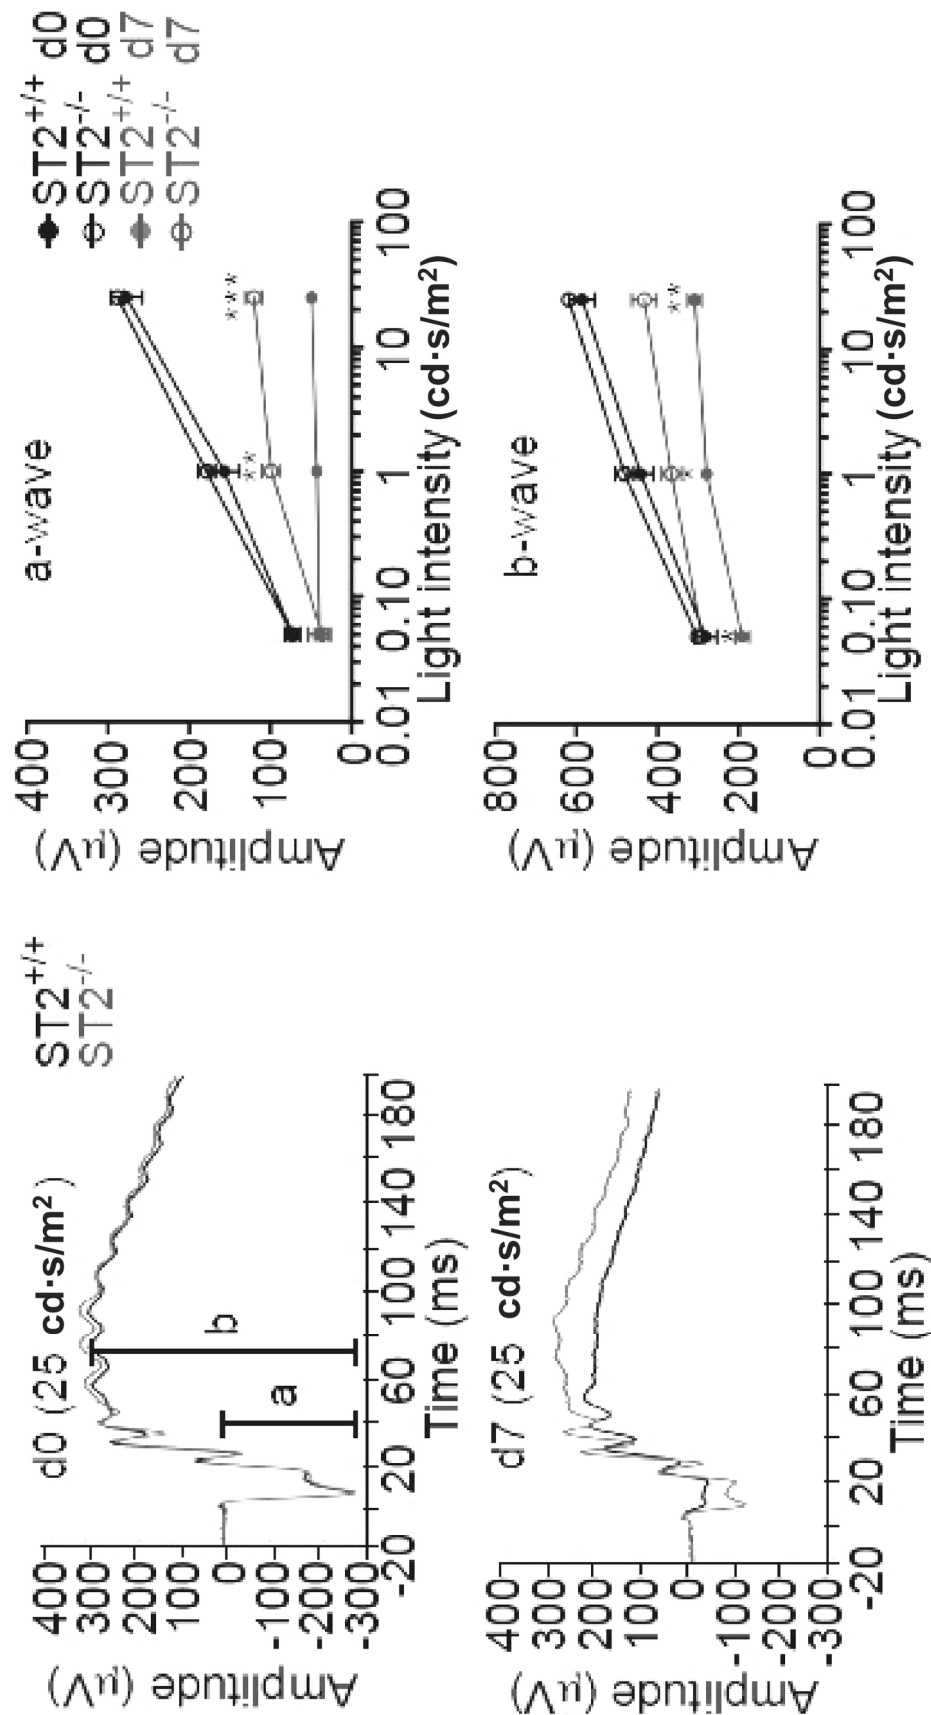 d0 (25 cd·s/m²)
ST2+/+
ST2-/-
Amplitude (μV)
400
300
200
100
0
-100
-200
-300
a
b
-20 20 60 100 140 180
Time (ms)
d7 (25 cd·s/m²)
Amplitude (μV)
400
300
200
100
0
-100
-200
-300
-20 20 60 100 140 180
Time (ms)
a-wave
ST2+/+ d0
ST2-/- d0
ST2+/+ d7
ST2-/- d7
Amplitude (μV)
400
300
200
100
0
**
***
0.01 0.10 1 10 100
Light intensity (cd·s/m²)
b-wave
Amplitude (μV)
800
600
400
200
0
*
*
**
0.01 0.10 1 10 100
Light intensity (cd·s/m²)